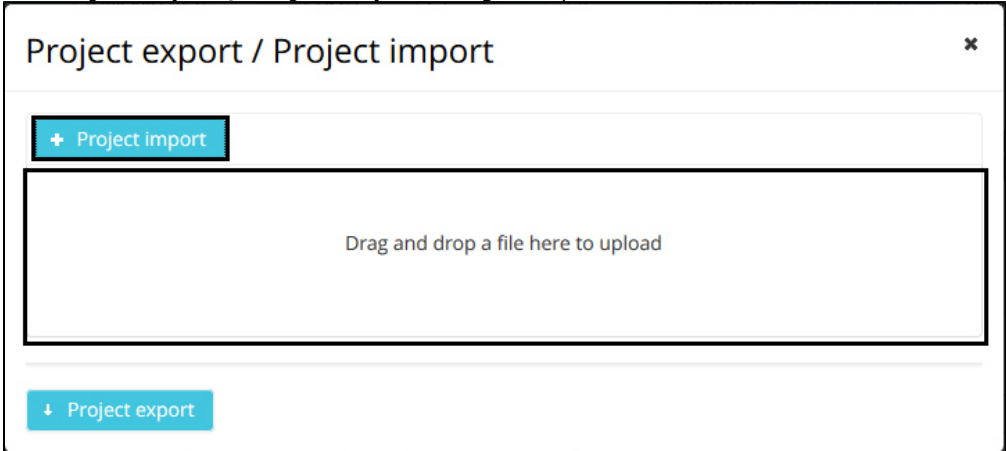 Project export / Project import
Project import
Drag and drop a file here to upload
Project export